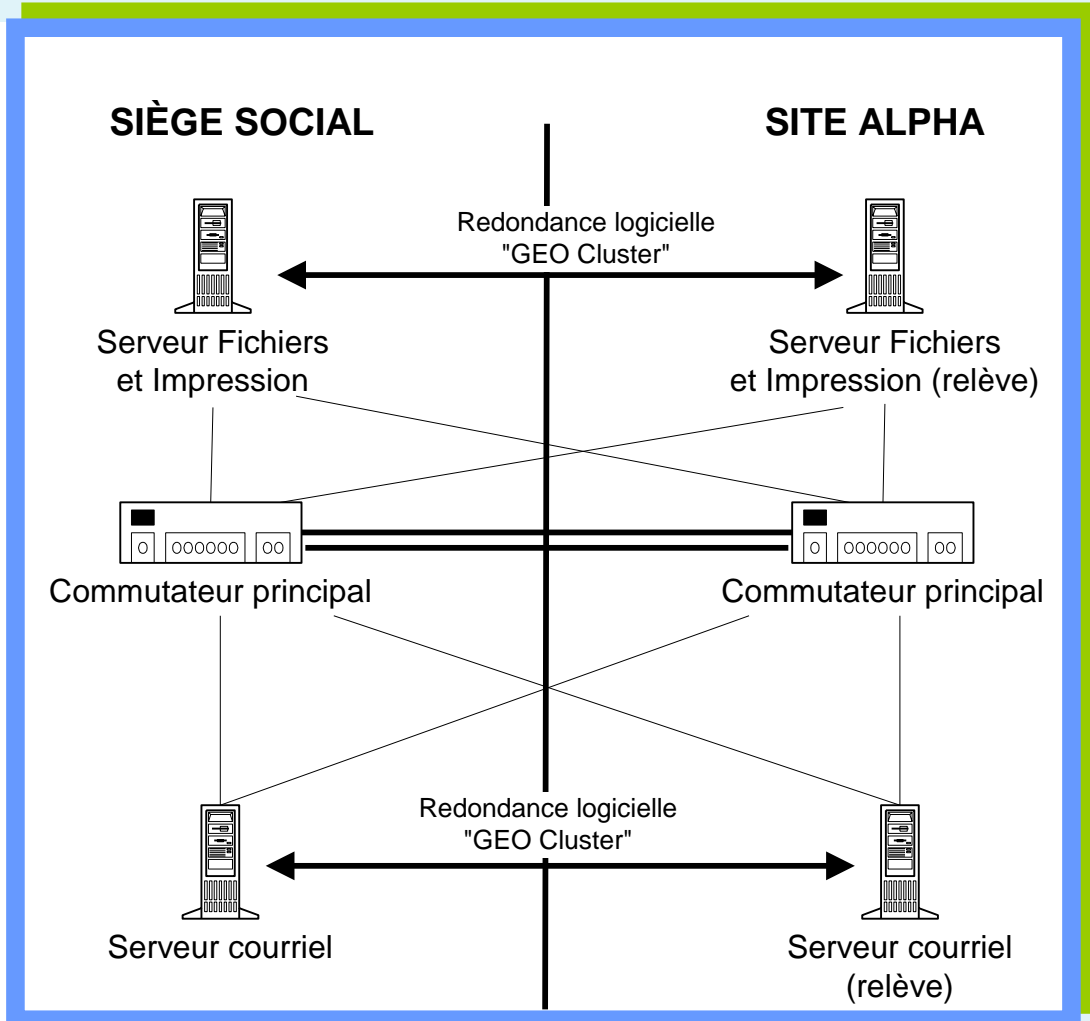 SIÈGE SOCIAL
SITE ALPHA
Redondance logicielle
"GEO Cluster"
Serveur Fichiers
et Impression
Serveur Fichiers
et Impression (relève)
Commutateur principal
Commutateur principal
Redondance logicielle
"GEO Cluster"
Serveur courriel
Serveur courriel
(relève)